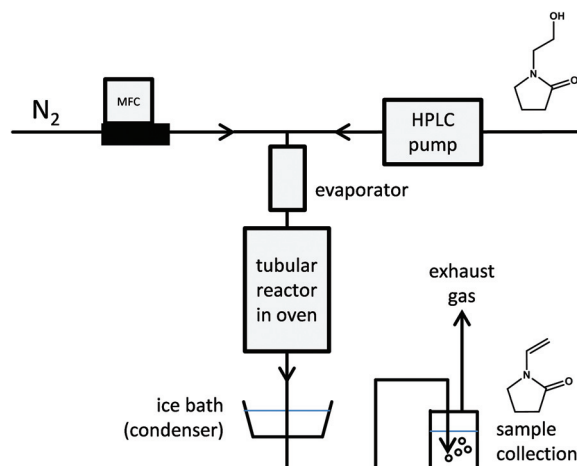 OH
N
O
N₂
MFC
HPLC
pump
evaporator
tubular
reactor
in oven
exhaust
gas
N
O
ice bath
(condenser)
sample
collection